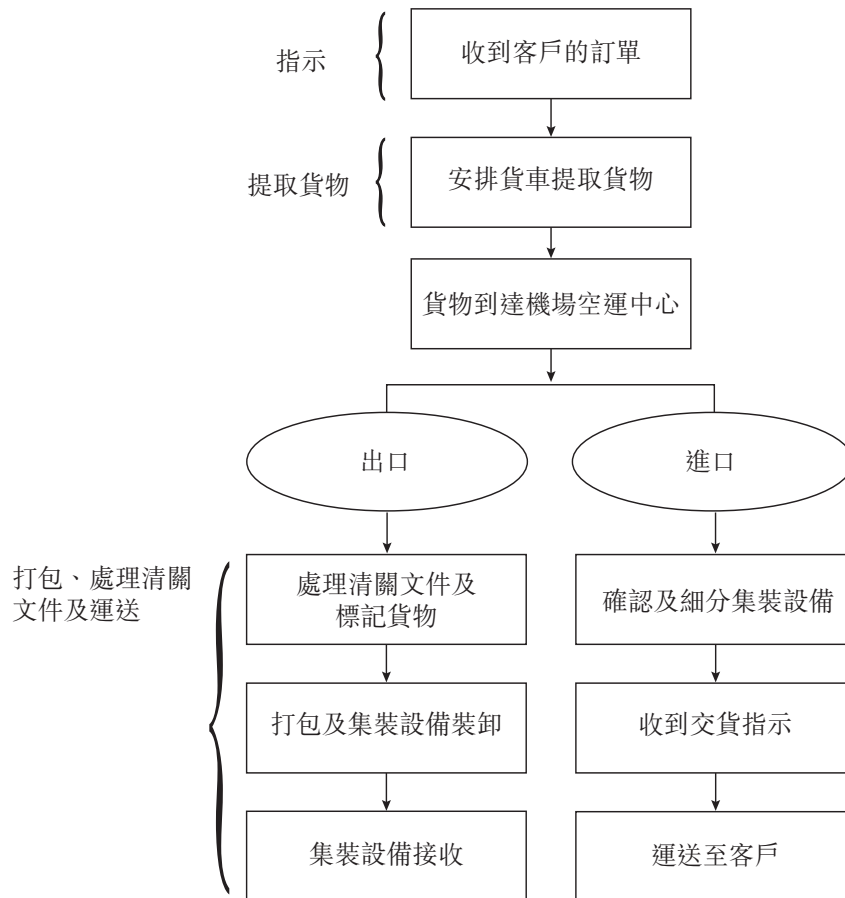 指示
收到客戶的訂單
提取貨物
安排貨車提取貨物
貨物到達機場空運中心
出口
進口
打包、處理清關
文件及運送
處理清關文件及
標記貨物
確認及細分集裝設備
打包及集裝設備裝卸
收到交貨指示
集裝設備接收
運送至客戶